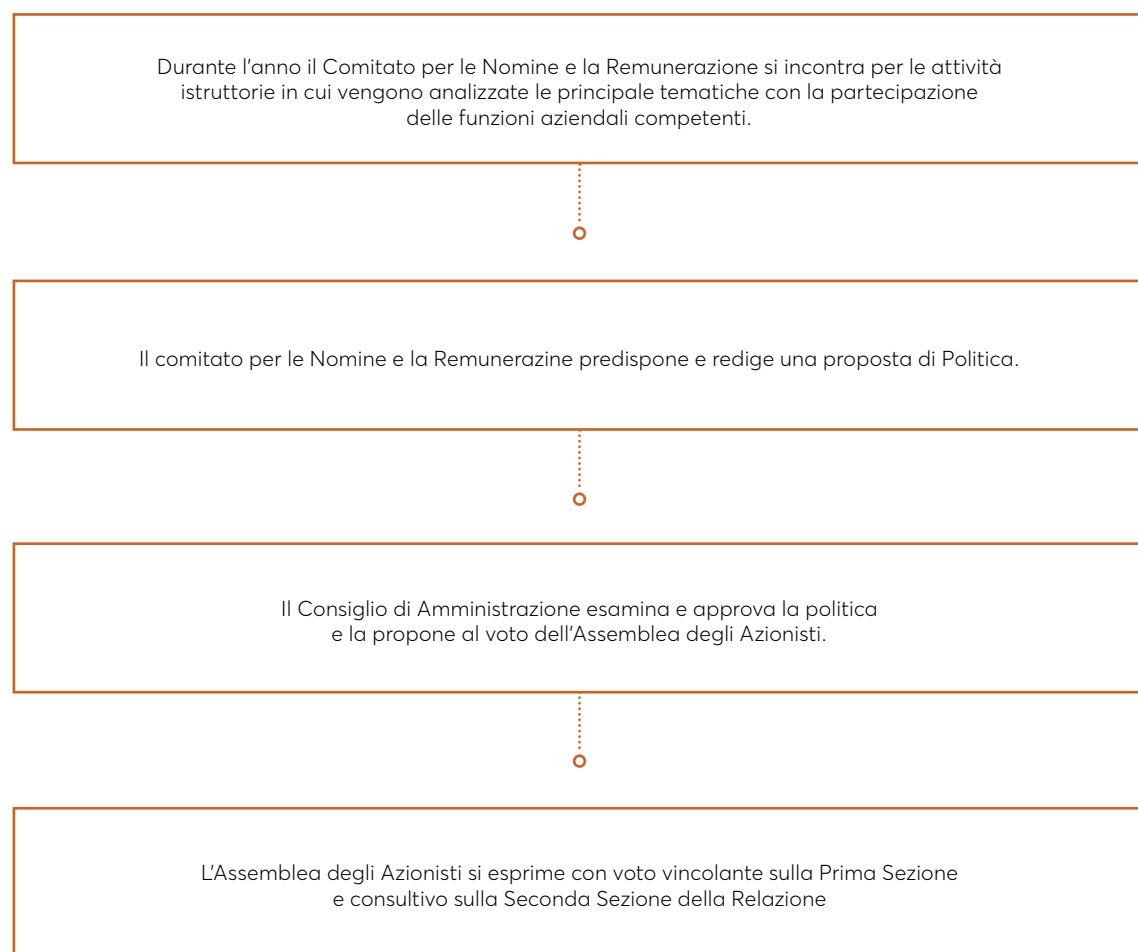 Durante l'anno il Comitato per le Nomine e la Remunerazione si incontra per le attività
istruttorie in cui vengono analizzate le principale tematiche con la partecipazione
delle funzioni aziendali competenti.
Il comitato per le Nomine e la Remunerazine predispone e redige una proposta di Politica.
Il Consiglio di Amministrazione esamina e approva la politica
e la propone al voto dell'Assemblea degli Azionisti.
L'Assemblea degli Azionisti si esprime con voto vincolante sulla Prima Sezione
e consultivo sulla Seconda Sezione della Relazione